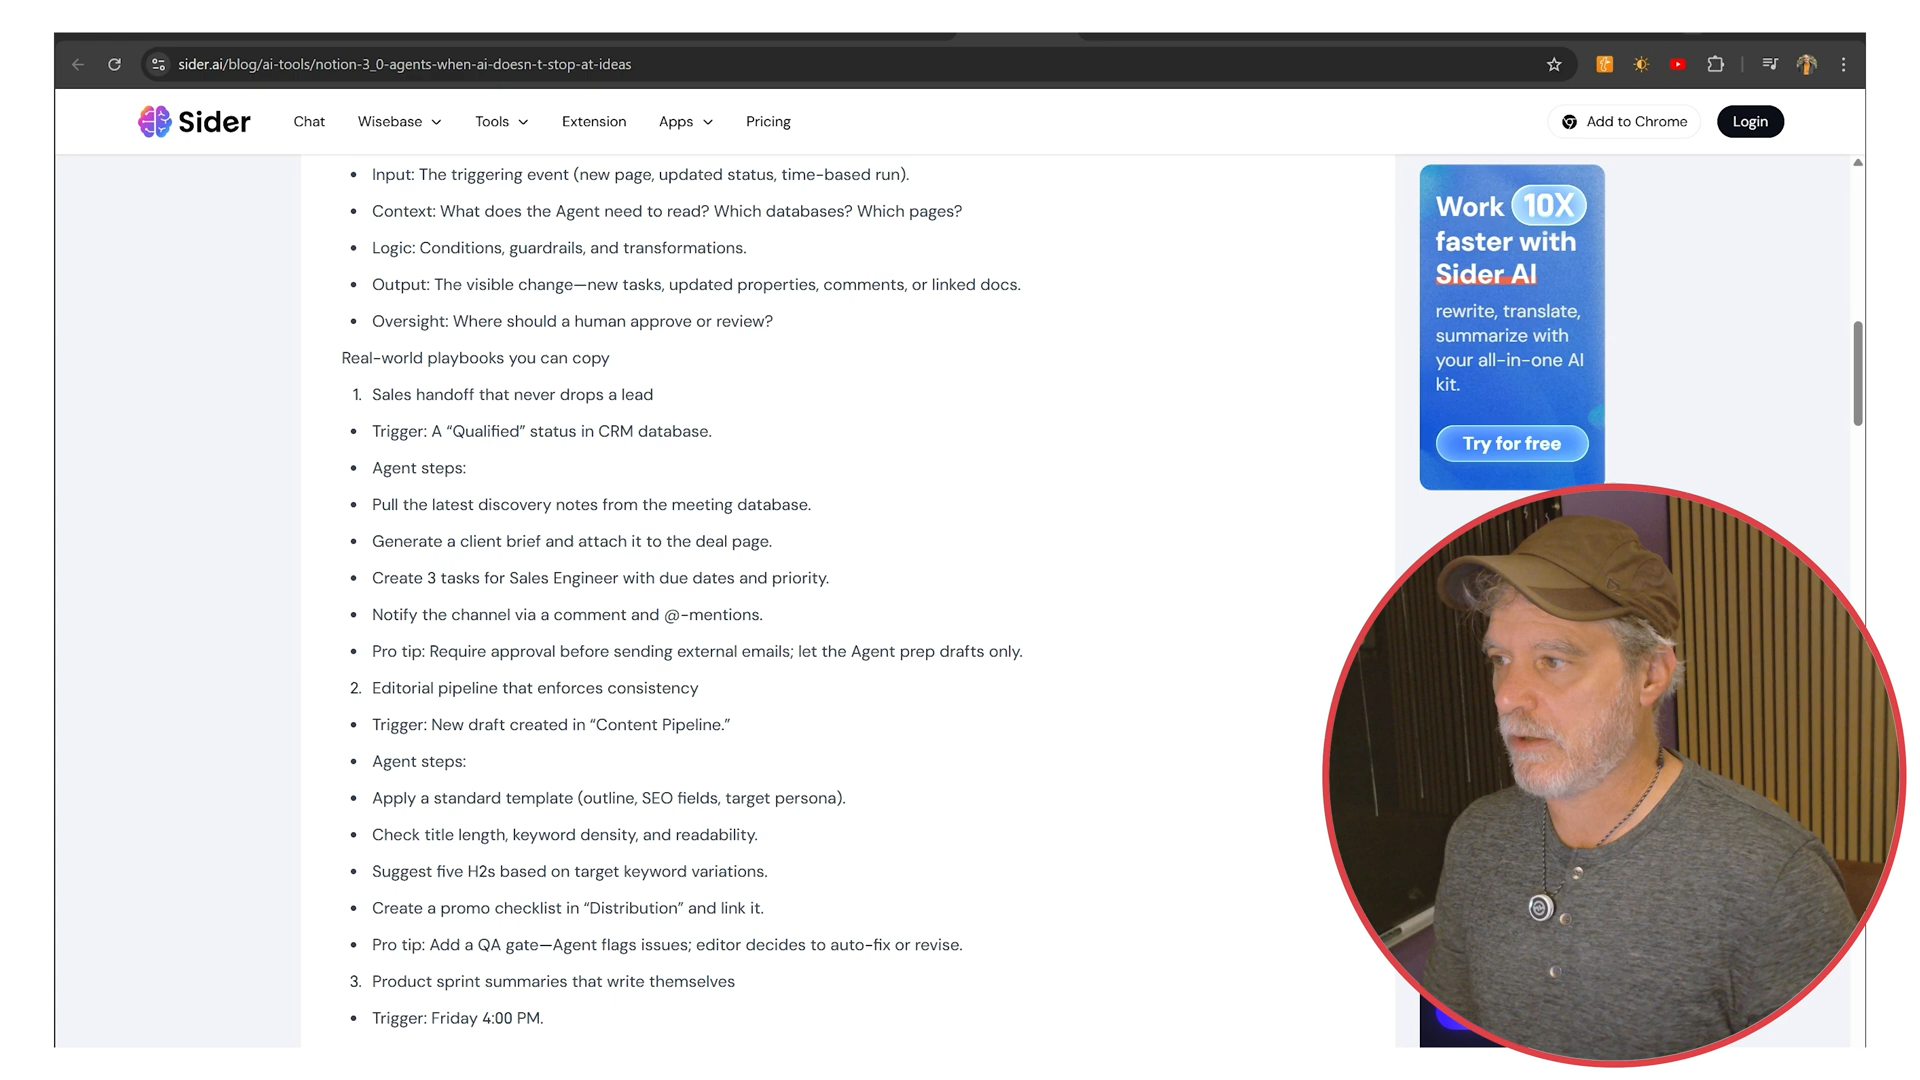 sider.ai/blog/ai-tools/notion-3_0-agents-when-ai-doesn-t-stop-at-ideas
Sider
Chat
Wisebase
Tools
Extension
Apps
Pricing
Add to Chrome
Login
• Input: The triggering event (new page, updated status, time-based run).
• Context: What does the Agent need to read? Which databases? Which pages?
• Logic: Conditions, guardrails, and transformations.
• Output: The visible change—new tasks, updated properties, comments, or linked docs.
• Oversight: Where should a human approve or review?
Real-world playbooks you can copy
1. Sales handoff that never drops a lead
• Trigger: A “Qualified” status in CRM database.
• Agent steps:
• Pull the latest discovery notes from the meeting database.
• Generate a client brief and attach it to the deal page.
• Create 3 tasks for Sales Engineer with due dates and priority.
• Notify the channel via a comment and @-mentions.
• Pro tip: Require approval before sending external emails; let the Agent prep drafts only.
2. Editorial pipeline that enforces consistency
• Trigger: New draft created in “Content Pipeline.”
• Agent steps:
• Apply a standard template (outline, SEO fields, target persona).
• Check title length, keyword density, and readability.
• Suggest five H2s based on target keyword variations.
• Create a promo checklist in “Distribution” and link it.
• Pro tip: Add a QA gate—Agent flags issues; editor decides to auto-fix or revise.
3. Product sprint summaries that write themselves
• Trigger: Friday 4:00 PM.
Work 10X
faster with
Sider AI
rewrite, translate,
summarize with
your all-in-one AI
kit.
Try for free